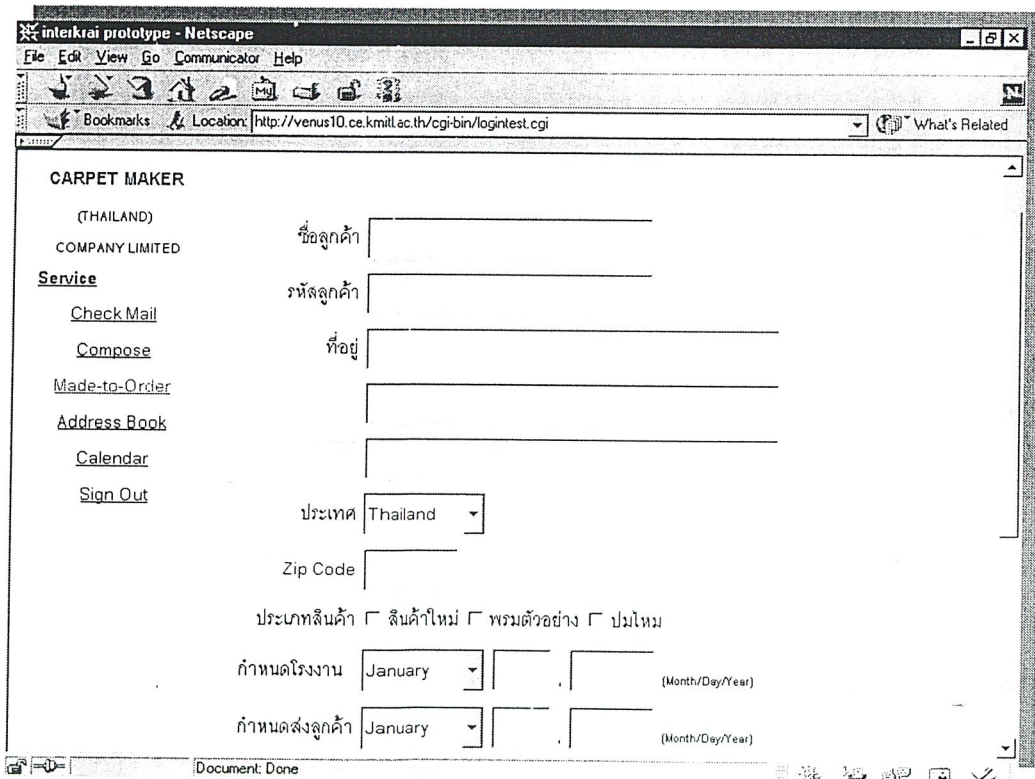 interkrai prototype - Netscape
File Edit View Go Communicator Help
Bookmarks Location: http://venus10.ce.kmitl.ac.th/cgi-bin/logintest.cgi What's Related
CARPET MAKER
(THAILAND)
COMPANY LIMITED
Service
Check Mail
Compose
Made-to-Order
Address Book
Calendar
Sign Out
ชื่อลูกค้า
รหัสลูกค้า
ที่อยู่
ประเทศ Thailand
Zip Code
ประเภทสินค้า สินค้าใหม่ พรมตัวอย่าง ปมไหม
กำหนดโรงงาน January , (Month/Day/Year)
กำหนดส่งลูกค้า January , (Month/Day/Year)
Document: Done